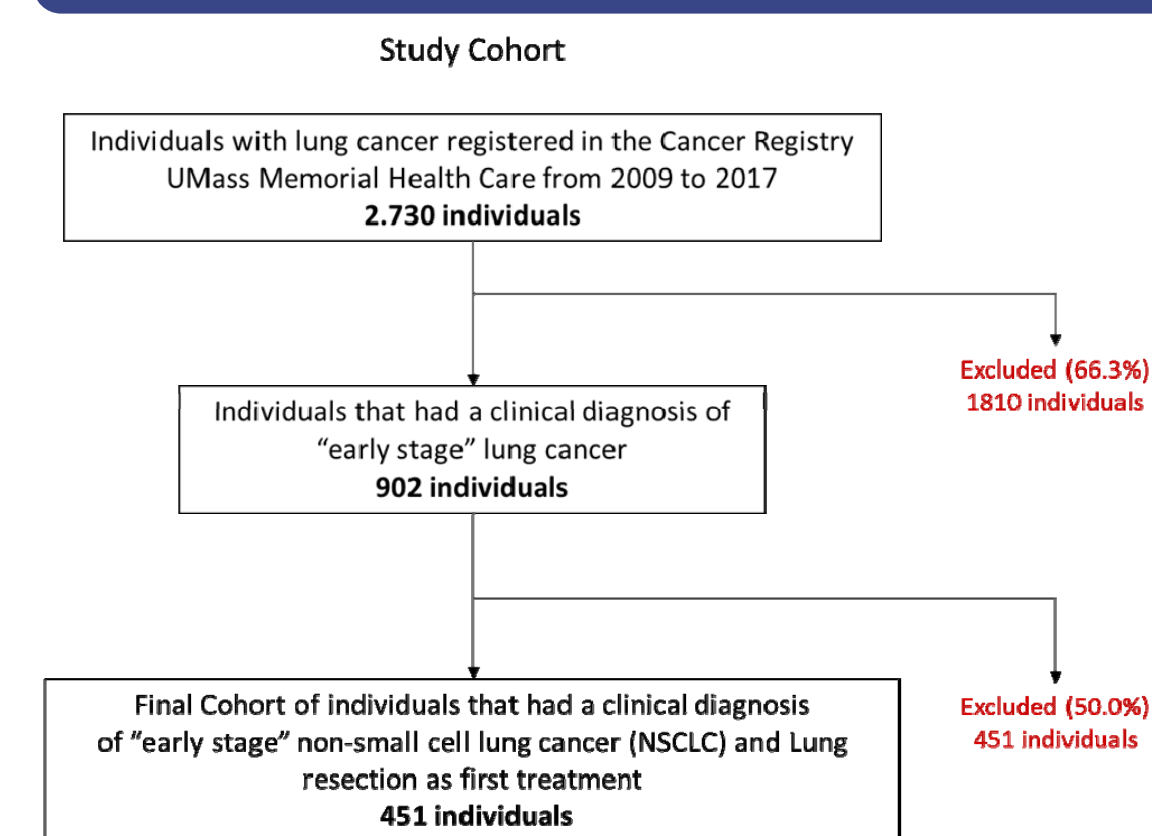 Study Cohort
Individuals with lung cancer registered in the Cancer Registry
UMass Memorial Health Care from 2009 to 2017
2.730 individuals
Excluded (66.3%)
1810 individuals
Individuals that had a clinical diagnosis of
“early stage” lung cancer
902 individuals
Final Cohort of individuals that had a clinical diagnosis
of “early stage” non-small cell lung cancer (NSCLC) and Lung
resection as first treatment
451 individuals
Excluded (50.0%)
451 individuals